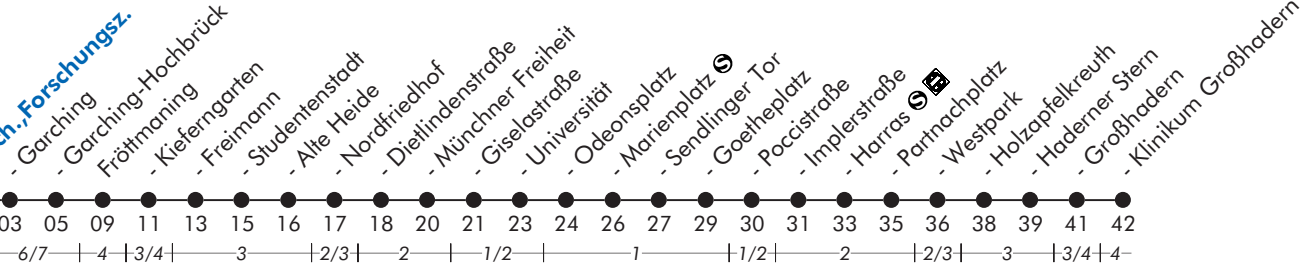 ch.,Forschungsz.
- Garching
- Garching-Hochbrück
Fröttmaning
- Kieferngarten
- Freimann
- Studentenstadt
- Alte Heide
- Nordfriedhof
- Dietlindenstraße
- Münchner Freiheit
- Giselastraße
- Universität
- Odeonsplatz
- Marienplatz S
- Sendlinger Tor
- Goetheplatz
- Poccistraße
- Implerstraße
- Harras S
- Partnachplatz
- Westpark
- Holzapfelkreuth
- Haderner Stern
- Großhadern
- Klinikum Großhadern
03 05 09 11 13 15 16 17 18 20 21 23 24 26 27 29 30 31 33 35 36 38 39 41 42
6/7 4 3/4 3 2/3 2 1/2 1 1/2 2 2/3 3 3/4 4